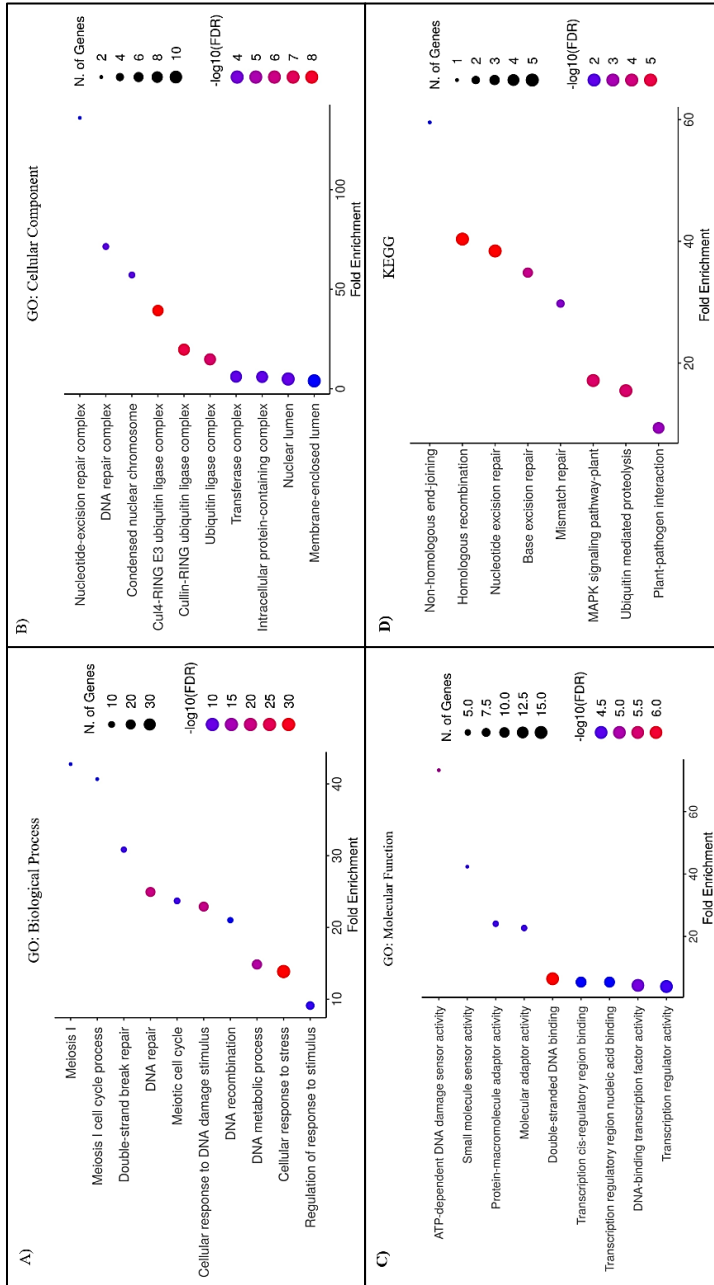 A)
GO: Biological Process
Meiosis I
Meiosis I cell cycle process
Double-strand break repair
DNA repair
Meiotic cell cycle
Cellular response to DNA damage stimulus
DNA recombination
DNA metabolic process
Cellular response to stress
Regulation of response to stimulus
10
20
30
40
Fold Enrichment
N. of Genes
10
20
30
-log10(FDR)
10
15
20
25
30
B)
GO: Cellular Component
Nucleotide-excision repair complex
DNA repair complex
Condensed nuclear chromosome
Cul4-RING E3 ubiquitin ligase complex
Cullin-RING ubiquitin ligase complex
Ubiquitin ligase complex
Transferase complex
Intracellular protein-containing complex
Nuclear lumen
Membrane-enclosed lumen
0
50
100
Fold Enrichment
N. of Genes
2
4
6
8
10
-log10(FDR)
4
5
6
7
8
C)
GO: Molecular Function
ATP-dependent DNA damage sensor activity
Small molecule sensor activity
Protein-macromolecule adaptor activity
Molecular adaptor activity
Double-stranded DNA binding
Transcription cis-regulatory region binding
Transcription regulatory region nucleic acid binding
DNA-binding transcription factor activity
Transcription regulator activity
20
40
60
Fold Enrichment
N. of Genes
5.0
7.5
10.0
12.5
15.0
-log10(FDR)
4.5
5.0
5.5
6.0
D)
KEGG
Non-homologous end-joining
Homologous recombination
Nucleotide excision repair
Base excision repair
Mismatch repair
MAPK signaling pathway-plant
Ubiquitin mediated proteolysis
Plant-pathogen interaction
20
40
60
Fold Enrichment
N. of Genes
1
2
3
4
5
-log10(FDR)
2
3
4
5